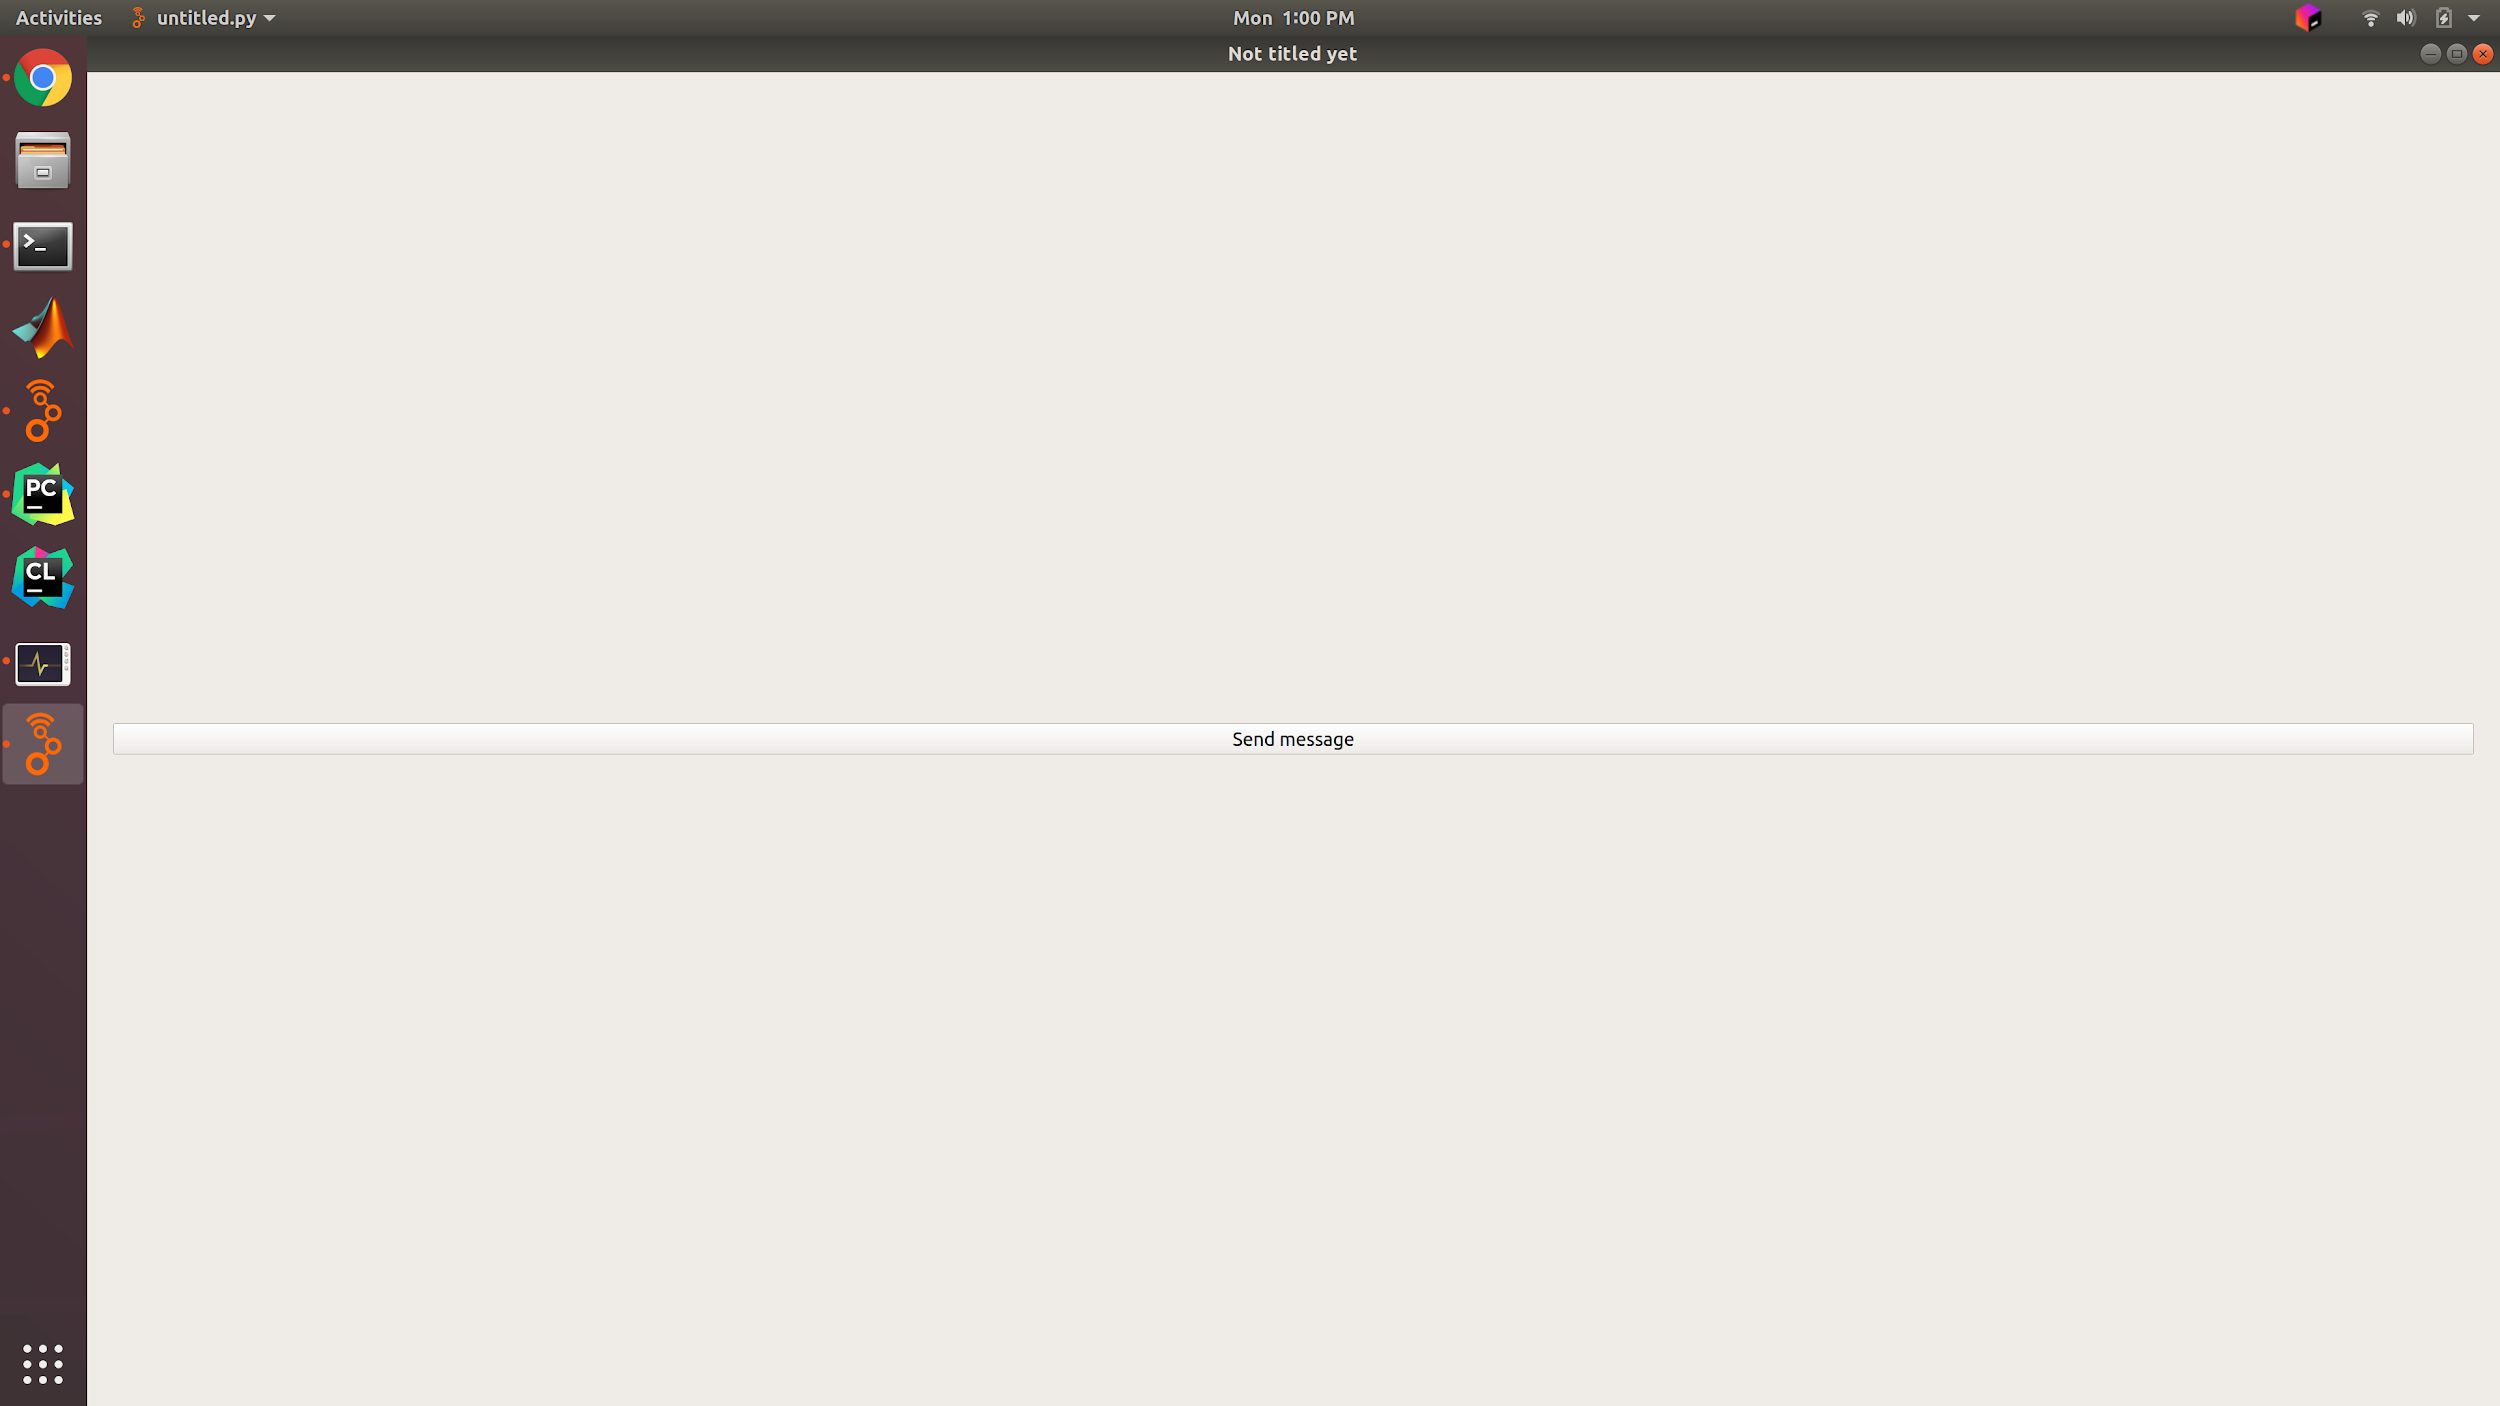 Activities untitled.py Mon 1:00 PM
Not titled yet
>_
PC
CL
Send message